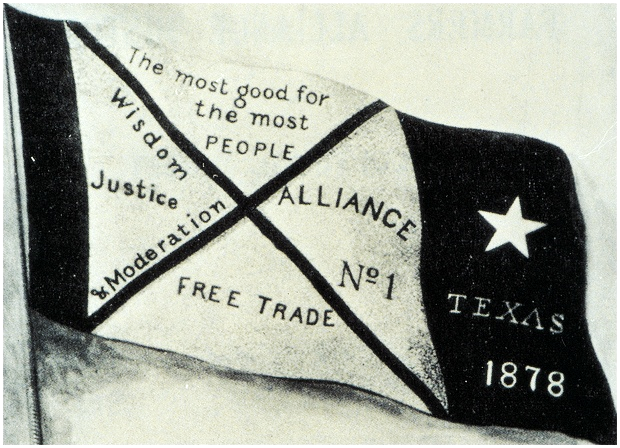 The most good for
the most
PEOPLE
Wisdom
Justice
& Moderation
ALLIANCE
Nº1
FREE TRADE
TEXAS
1878